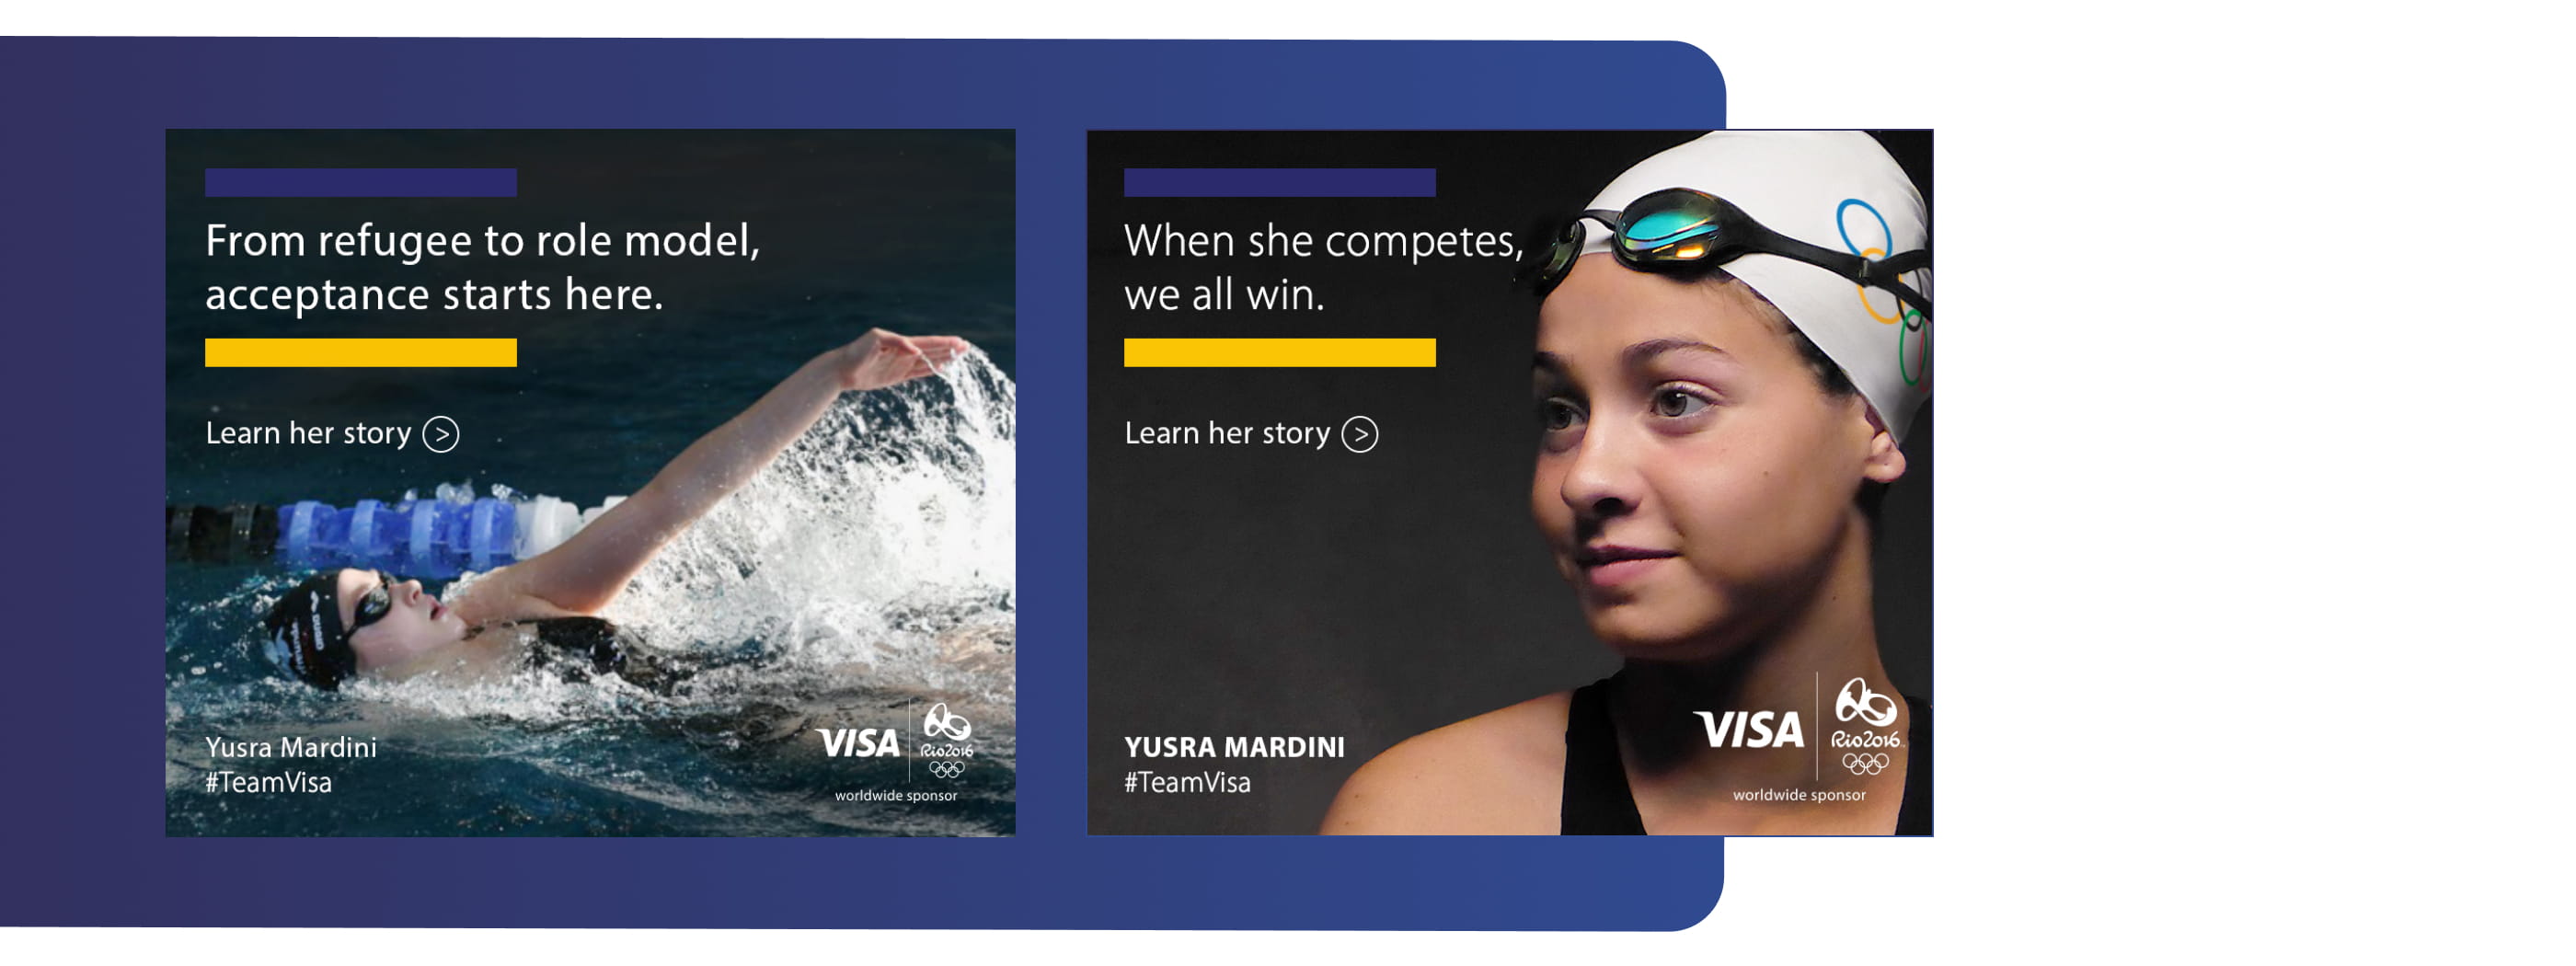 From refugee to role model,
acceptance starts here.
Learn her story >
Yusra Mardini
#TeamVisa
VISA
Rio2016
worldwide sponsor
When she competes,
we all win.
Learn her story >
YUSRA MARDINI
#TeamVisa
VISA
Rio2016
worldwide sponsor